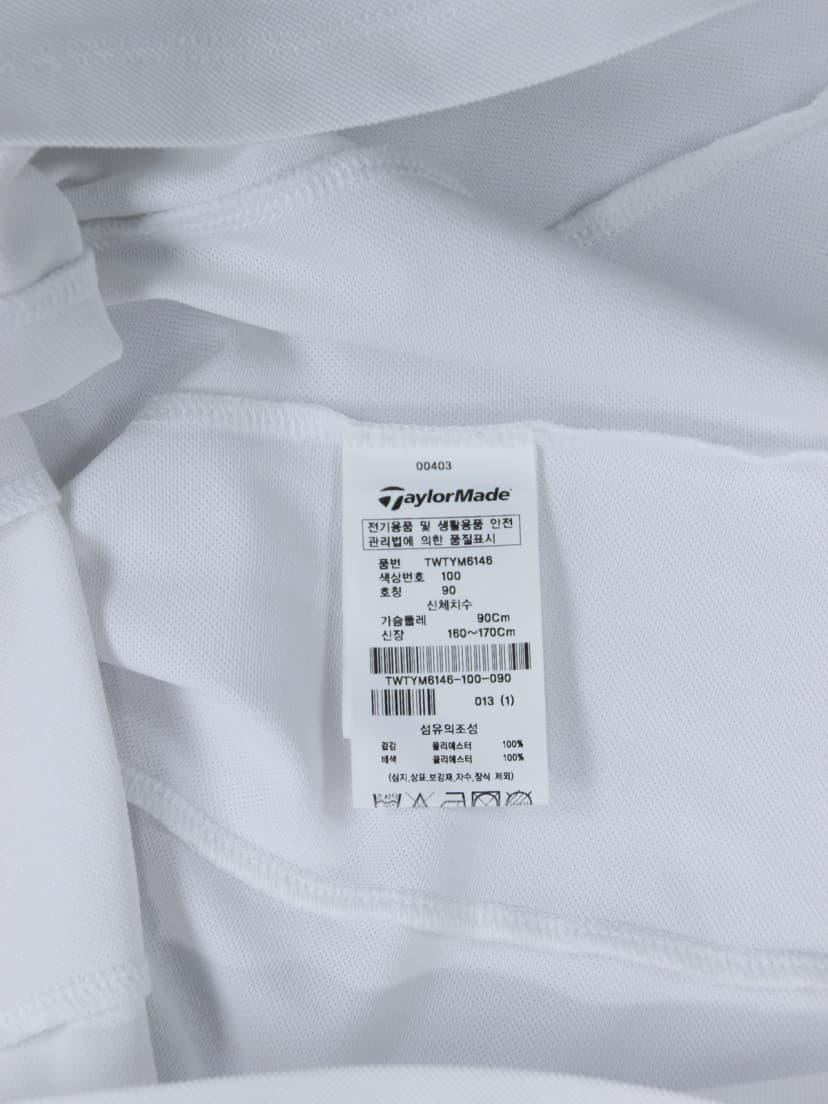 00403
TaylorMade
전기용품 및 생활용품 안전
관리법에 의한 품질표시
품번 TWTYM6146
색상번호 100
호칭 90
신체치수
가슴둘레 90Cm
신장 160~170Cm
TWTYM6146-100-090
013 (1)
섬유의조성
겉감 폴리에스터 100%
배색 폴리에스터 100%
(심지,상표,보강재,자수,장식 제외)